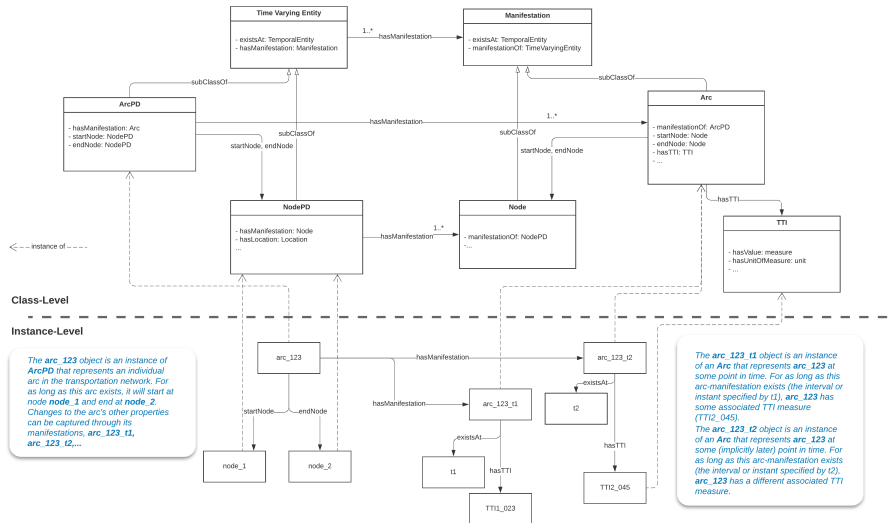 Time Varying Entity
- existsAt: TemporalEntity
- hasManifestation: Manifestation
1..*
hasManifestation
Manifestation
- existsAt: TemporalEntity
- manifestationOf: TimeVaryingEntity
subClassOf
subClassOf
ArcPD
- hasManifestation: Arc
- startNode: NodePD
- endNode: NodePD
hasManifestation
1..*
Arc
- manifestationOf: ArcPD
- startNode: Node
- endNode: Node
- hasTTI: TTI
- ...
subClassOf
subClassOf
startNode, endNode
startNode, endNode
hasTTI
NodePD
- hasManifestation: Node
- hasLocation: Location
...
1..*
hasManifestation
Node
- manifestationOf: NodePD
-...
TTI
- hasValue: measure
- hasUnitOfMeasure: unit
- ...
instance of
Class-Level
Instance-Level
The arc_123 object is an instance of
ArcPD that represents an individual
arc in the transportation network. For
as long as this arc exists, it will start at
node node_1 and end at node_2.
Changes to the arc's other properties
can be captured through its
manifestations, arc_123_t1,
arc_123_t2,...
arc_123
hasManifestation
arc_123_t2
existsAt
t2
hasManifestation
arc_123_t1
startNode
endNode
existsAt
hasTTI
hasTTI
node_1
node_2
t1
TTI2_045
TTI1_023
The arc_123_t1 object is an instance
of an Arc that represents arc_123 at
some point in time. For as long as this
arc-manifestation exists (the interval or
instant specified by t1), arc_123 has
some associated TTI measure
(TTI2_045).
The arc_123_t2 object is an instance
of an Arc that represents arc_123 at
some (implicitly later) point in time. For
as long as this arc-manifestation exists
(the interval or instant specified by t2),
arc_123 has a different associated TTI
measure.